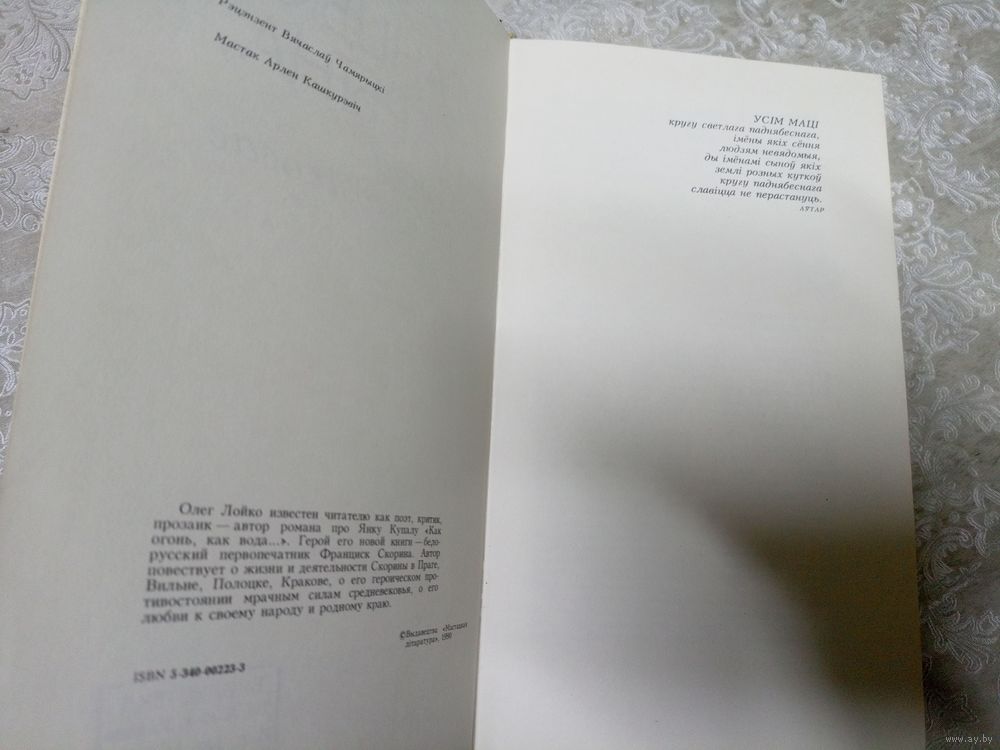 Рэцэнзент Вячаслаў Чамярыцкі
Мастак Арлен Кашкурэвіч
Олег Лойко известен читателю как поэт, критик,
прозаик — автор романа про Янку Купалу «Как
огонь, как вода...». Герой его новой книги — бело-
русский первопечатник Франциск Скорина. Автор
повествует о жизни и деятельности Скорины в Праге,
Вильне, Полоцке, Кракове, о его героическом про-
тивостоянии мрачным силам средневековья, о его
любви к своему народу и родному краю.
©Выдавецтва «Мастацкая
літаратура», 1990
ISBN 5-340-00223-3
УСІМ МАЦІ
кругу светлага паднябеснага,
імёны якіх сёння
людзям невядомыя,
ды імёнамі сыноў якіх
землі розных куткоў
кругу паднябеснага
славіцца не перастануць.
АЎТАР
www.ay.by